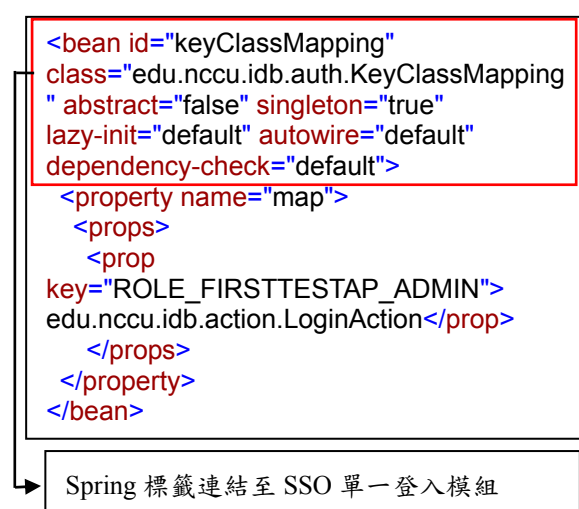 <bean id="keyClassMapping"
class="edu.nccu.idb.auth.KeyClassMapping
" abstract="false" singleton="true"
lazy-init="default" autowire="default"
dependency-check="default">
<property name="map">
<props>
<prop
key="ROLE_FIRSTTESTAP_ADMIN">
edu.nccu.idb.action.LoginAction</prop>
</props>
</property>
</bean>
Spring 標籤連結至 SSO 單一登入模組